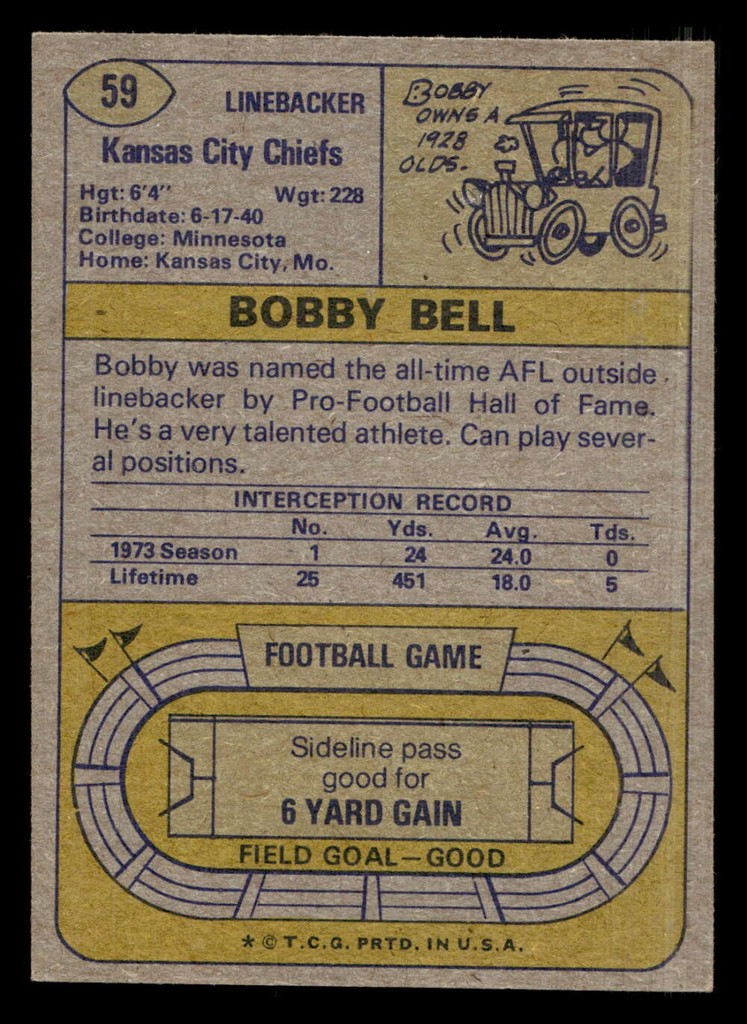 59
LINEBACKER
Kansas City Chiefs
Hgt: 6'4" Wgt: 228
Birthdate: 6-17-40
College: Minnesota
Home: Kansas City, Mo.
BOBBY
OWNS A
1928
OLDS.
BOBBY BELL
Bobby was named the all-time AFL outside
linebacker by Pro-Football Hall of Fame.
He's a very talented athlete. Can play sever-
al positions.
INTERCEPTION RECORD
No. Yds. Avg. Tds.
1973 Season 1 24 24.0 0
Lifetime 25 451 18.0 5
FOOTBALL GAME
Sideline pass
good for
6 YARD GAIN
FIELD GOAL—GOOD
* © T.C.G. PRTD. IN U.S.A.